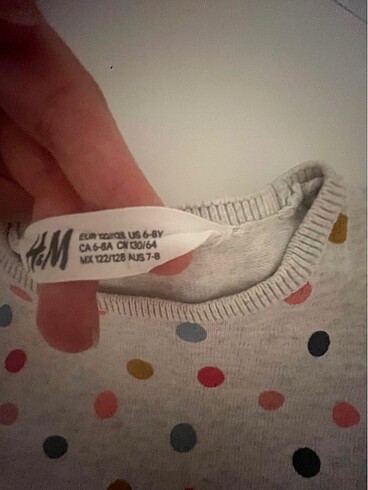 H&M
EUR 122/128 US 6-8Y
CA 6-8A CN 130/64
MX 122/128 AUS 7-8